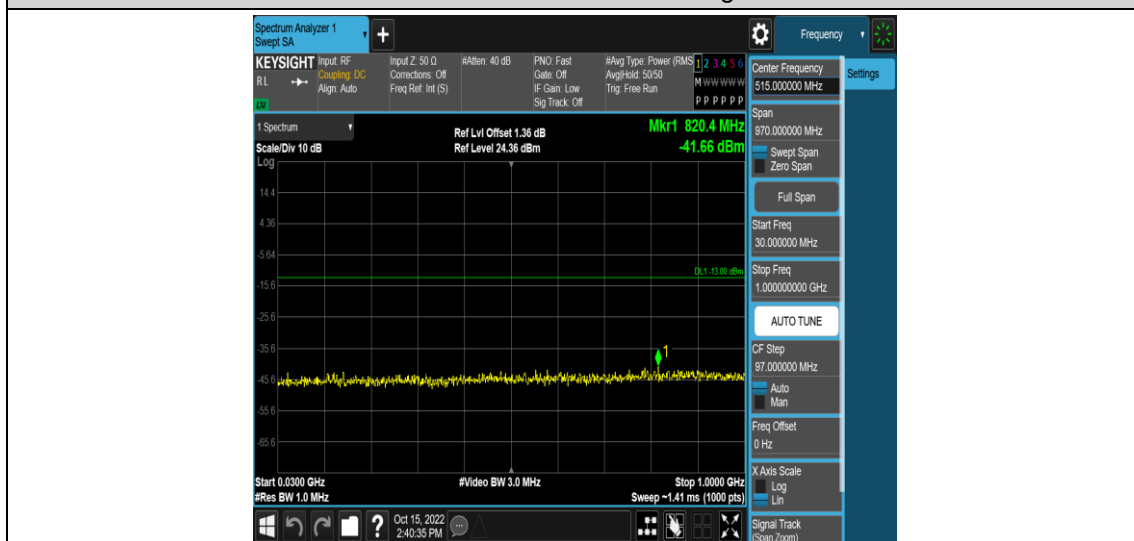 Spectrum Analyzer 1
Swept SA
+
Frequency
KEYSIGHT
RL
LW
Input: RF
Coupling: DC
Align: Auto
Input Z: 50 Ω
Corrections: Off
Freq Ref: Int (S)
#Atten: 40 dB
PNO: Fast
Gate: Off
IF Gain: Low
Sig Track: Off
#Avg Type: Power (RMS
Avg|Hold: 50/50
Trig: Free Run
1 2 3 4 5 6
M W W W W W
P P P P P P
1 Spectrum
Scale/Div 10 dB
Log
Ref Lvl Offset 1.36 dB
Ref Level 24.36 dBm
Mkr1 820.4 MHz
-41.66 dBm
14.4
4.36
-5.64
DL1 -13.00 dBm
-15.6
-25.6
-35.6
1
-45.6
-55.6
-65.6
Start 0.0300 GHz
#Res BW 1.0 MHz
#Video BW 3.0 MHz
Stop 1.0000 GHz
Sweep ~1.41 ms (1000 pts)
?
Oct 15, 2022
2:40:35 PM
Center Frequency
515.000000 MHz
Settings
Span
970.000000 MHz
Swept Span
Zero Span
Full Span
Start Freq
30.000000 MHz
Stop Freq
1.000000000 GHz
AUTO TUNE
CF Step
97.000000 MHz
Auto
Man
Freq Offset
0 Hz
X Axis Scale
Log
Lin
Signal Track
(Span Zoom)